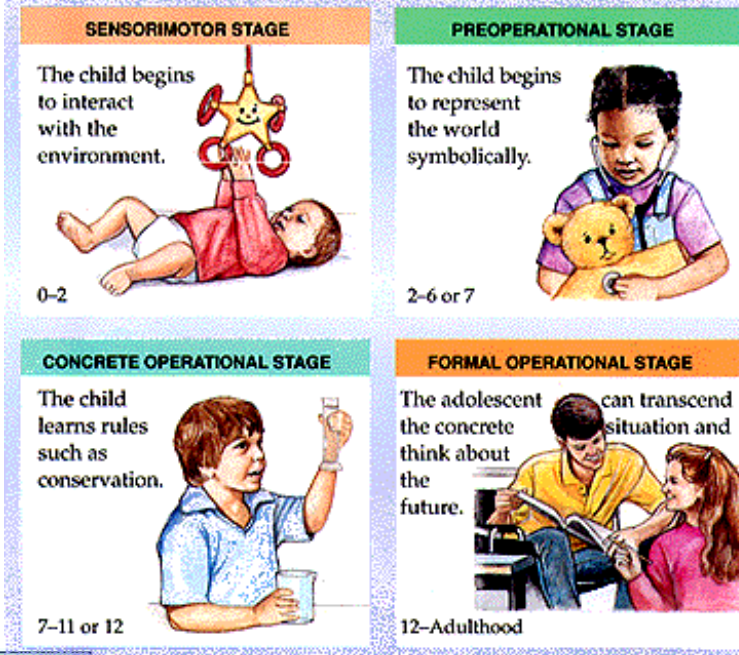 SENSORIMOTOR STAGE
The child begins
to interact
with the
environment.
0–2
PREOPERATIONAL STAGE
The child begins
to represent
the world
symbolically.
2–6 or 7
CONCRETE OPERATIONAL STAGE
The child
learns rules
such as
conservation.
7–11 or 12
FORMAL OPERATIONAL STAGE
The adolescent can transcend
the concrete situation and
think about
the
future.
12–Adulthood